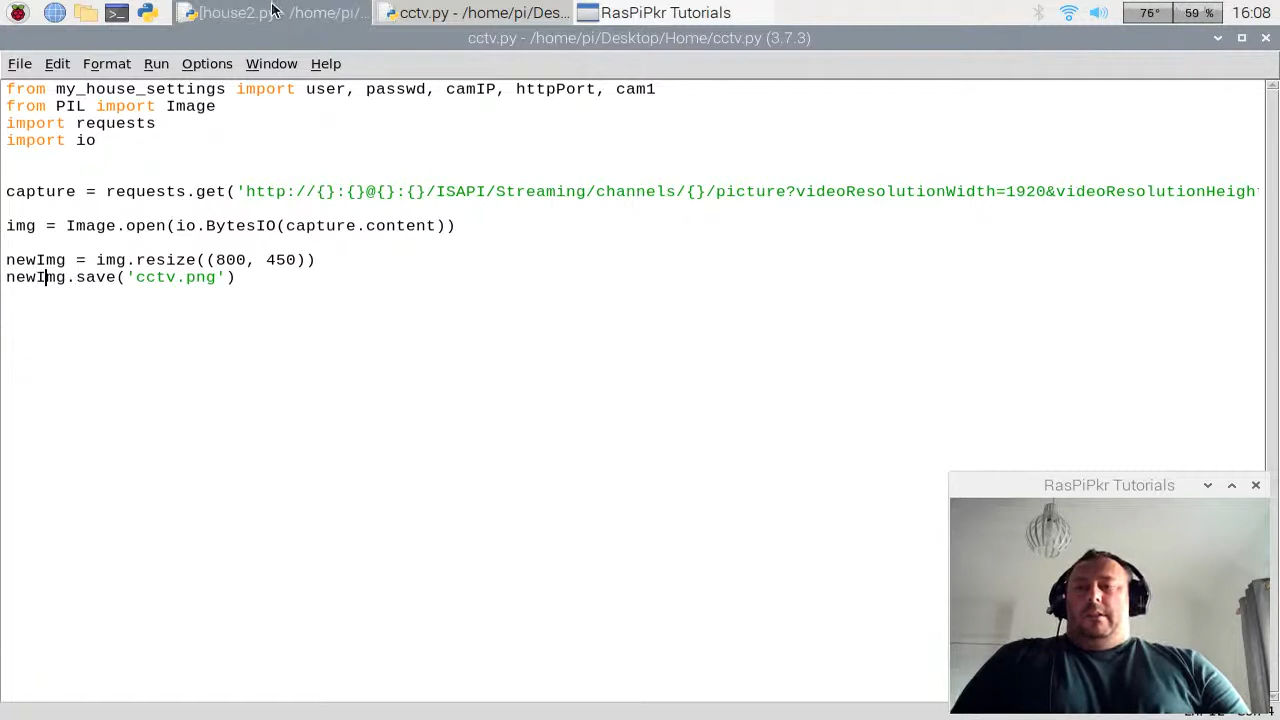 [house2.py - /home/pi/...
cctv.py - /home/pi/Des...
RasPiPkr Tutorials
76°
59 %
16:08
cctv.py - /home/pi/Desktop/Home/cctv.py (3.7.3)
File Edit Format Run Options Window Help
from my_house_settings import user, passwd, camIP, httpPort, cam1
from PIL import Image
import requests
import io
capture = requests.get('http://{}:{}@{}:{}/ISAPI/Streaming/channels/{}/picture?videoResolutionWidth=1920&videoResolutionHeight
img = Image.open(io.BytesIO(capture.content))
newImg = img.resize((800, 450))
newImg.save('cctv.png')
RasPiPkr Tutorials